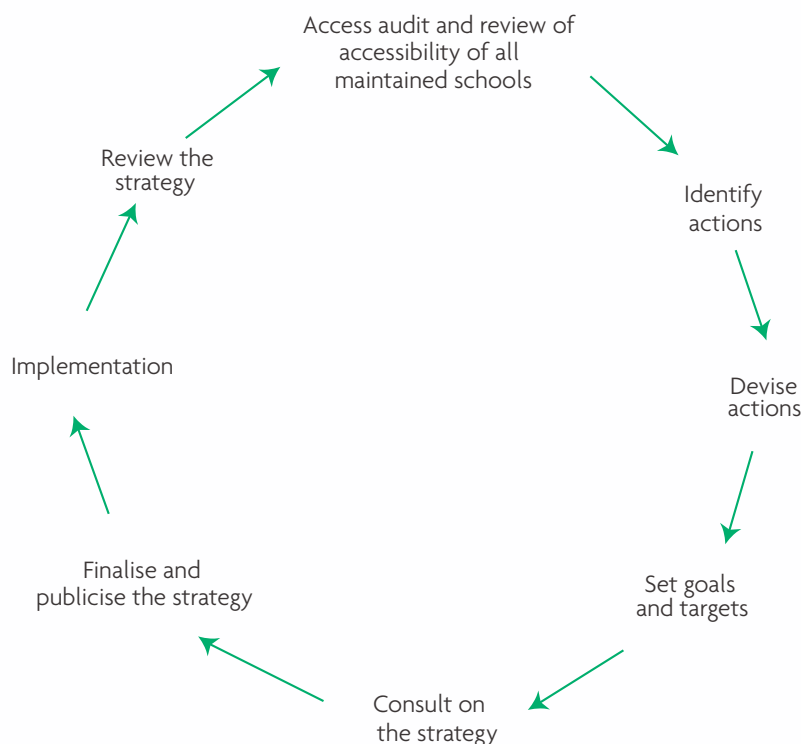 Access audit and review of
accessibility of all
maintained schools
Identify
actions
Devise
actions
Set goals
and targets
Consult on
the strategy
Finalise and
publicise the strategy
Implementation
Review the
strategy